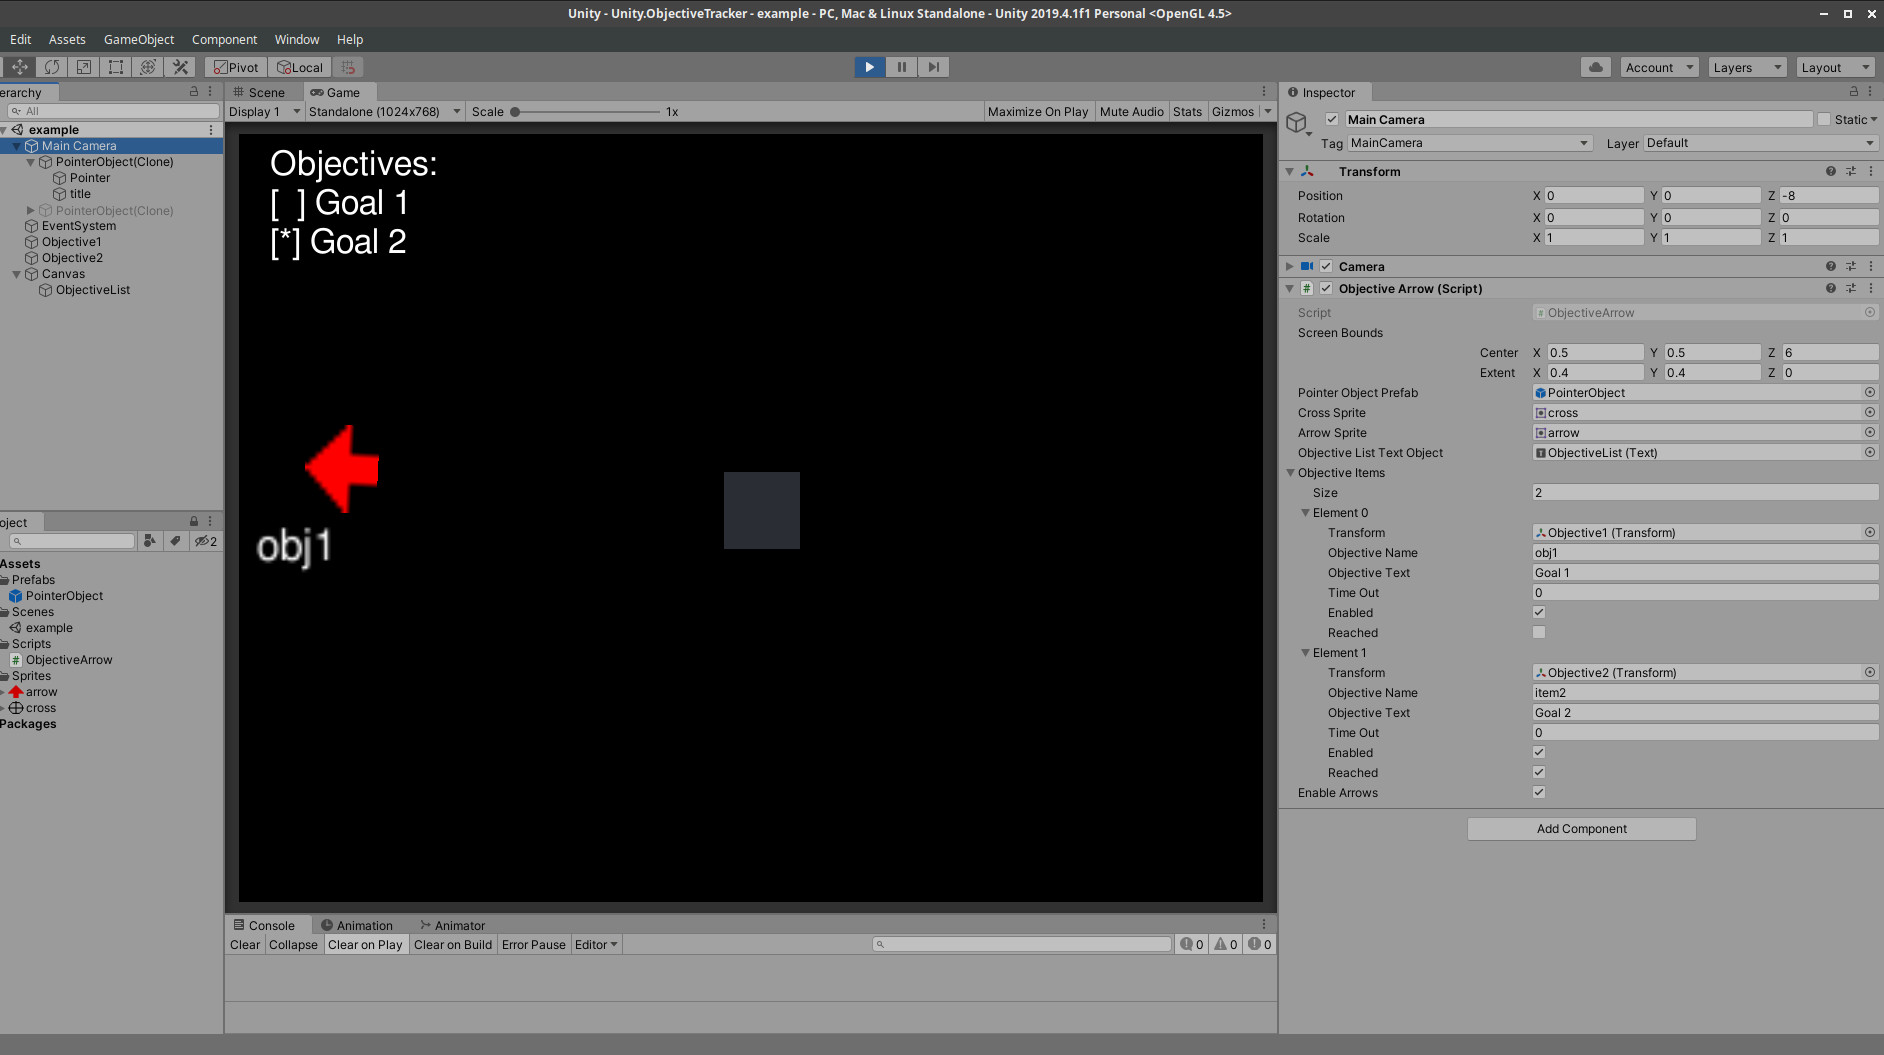 Unity - Unity.ObjectiveTracker - example - PC, Mac & Linux Standalone - Unity 2019.4.1f1 Personal <OpenGL 4.5>
Edit Assets GameObject Component Window Help
Pivot Local Account Layers Layout
erarchy
All
example
Main Camera
PointerObject(Clone)
Pointer
title
PointerObject(Clone)
EventSystem
Objective1
Objective2
Canvas
ObjectiveList
oject
2
Assets
Prefabs
PointerObject
Scenes
example
Scripts
ObjectiveArrow
Sprites
arrow
cross
Packages
Scene Game
Display 1 Standalone (1024x768) Scale 1x Maximize On Play Mute Audio Stats Gizmos
Objectives:
[ ] Goal 1
[*] Goal 2
obj1
Console Animation Animator
Clear Collapse Clear on Play Clear on Build Error Pause Editor 0 0 0
Inspector
Main Camera Static
Tag MainCamera Layer Default
Transform
Position X 0 Y 0 Z -8
Rotation X 0 Y 0 Z 0
Scale X 1 Y 1 Z 1
Camera
# Objective Arrow (Script)
Script ObjectiveArrow
Screen Bounds
Center X 0.5 Y 0.5 Z 6
Extent X 0.4 Y 0.4 Z 0
Pointer Object Prefab PointerObject
Cross Sprite cross
Arrow Sprite arrow
Objective List Text Object ObjectiveList (Text)
Objective Items
Size 2
Element 0
Transform Objective1 (Transform)
Objective Name obj1
Objective Text Goal 1
Time Out 0
Enabled
Reached
Element 1
Transform Objective2 (Transform)
Objective Name item2
Objective Text Goal 2
Time Out 0
Enabled
Reached
Enable Arrows
Add Component